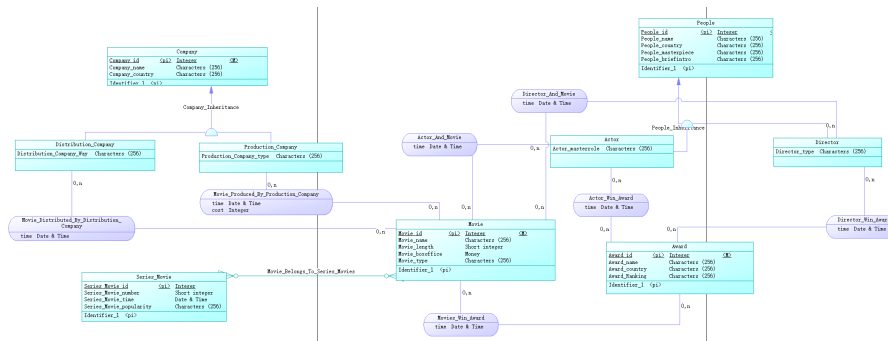 People
People_id (pi) Integer
People_name Characters (256)
People_country Characters (256)
People_masterpiece Characters (256)
People_briefintro Characters (256)
Identifier_1 (pi)
Company
Company_id (pi) Integer (M)
Company_name Characters (256)
Company_country Characters (256)
Identifier_1 (pi)
Company_Inheritance
Director_And_Movie
time Date & Time
0,n
People_Inheritance
Actor_And_Movie
time Date & Time
0,n
Distribution_Company
Distribution_Company_Way Characters (256)
0,n
Production_Company
Production_Company_type Characters (256)
0,n
Actor
Actor_masterrole Characters (256)
0,n
Director
Director_type Characters (256)
0,n
Movie_Produced_By_Production_Company
time Date & Time
cort Integer
0,n
0,n
0,n
Actor_Win_Award
time Date & Time
0,n
Movie_Distributed_By_Distribution_
Company
time Date & Time
0,n
Director_Win_Award
time Date & Time
0,n
Movie
Movie_id (pi) Integer (M)
Movie_name Characters (256)
Movie_length Short integer
Movie_boxoffice Money
Movie_type Characters (256)
Identifier_1 (pi)
Award
Award_id (pi) Integer (M)
Award_name Characters (256)
Award_country Characters (256)
Award_Ranking Characters (256)
Identifier_1 (pi)
Movie_Belongs_To_Series_Movies
Series_Movie
Series_Movie_id (pi) Integer
Series_Movie_number Short integer
Series_Movie_time Date & Time
Series_Movie_popularity Characters (256)
Identifier_1 (pi)
0,n
Movies_Win_Award
time Date & Time
0,n